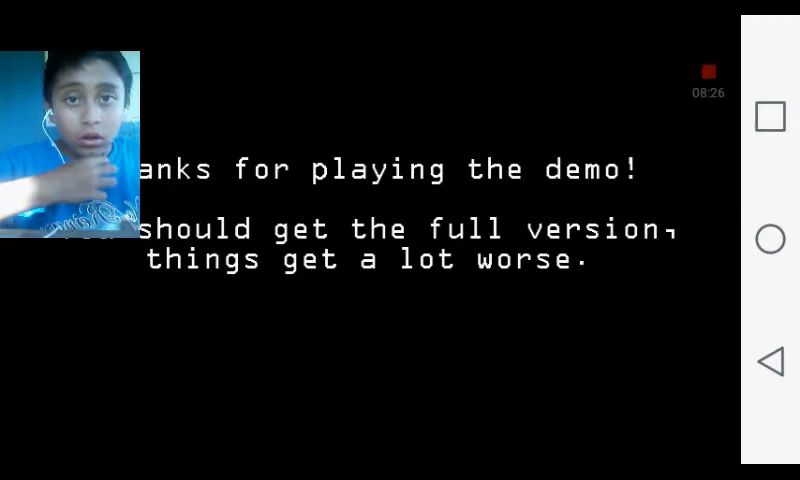 08:26
anks for playing the demo!
should get the full version,
things get a lot worse.